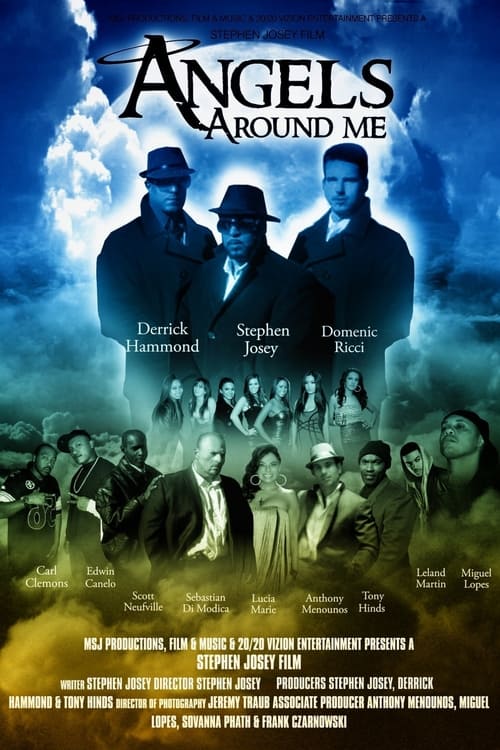 MSJ PRODUCTIONS, FILM & MUSIC & 20/20 VIZION ENTERTAINMENT PRESENTS A
STEPHEN JOSEY FILM
ANGELS
AROUND ME
Derrick Hammond
Stephen Josey
Domenic Ricci
Carl Clemons
Edwin Canelo
Scott Neufville
Sebastian Di Modica
Lucia Marie
Anthony Menounos
Tony Hinds
Leland Martin
Miguel Lopes
MSJ PRODUCTIONS, FILM & MUSIC & 20/20 VIZION ENTERTAINMENT PRESENTS A
STEPHEN JOSEY FILM
WRITER STEPHEN JOSEY DIRECTOR STEPHEN JOSEY PRODUCERS STEPHEN JOSEY, DERRICK
HAMMOND & TONY HINDS DIRECTOR OF PHOTOGRAPHY JEREMY TRAUB ASSOCIATE PRODUCER ANTHONY MENOUNOS, MIGUEL
LOPES, SOVANNA PHATH & FRANK CZARNOWSKI